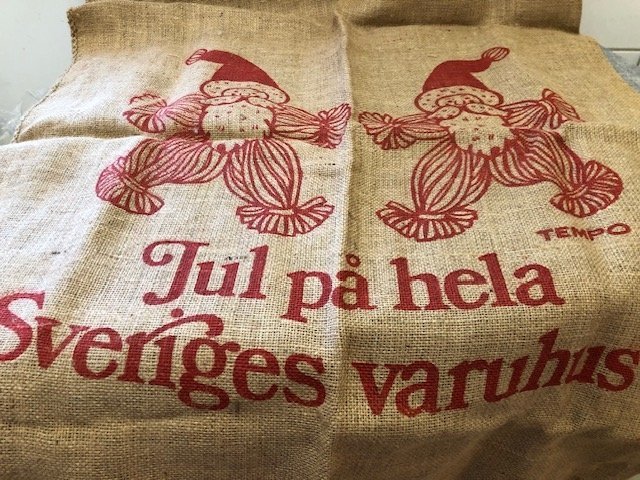 TEMPO
Jul på hela
Sveriges varuhus